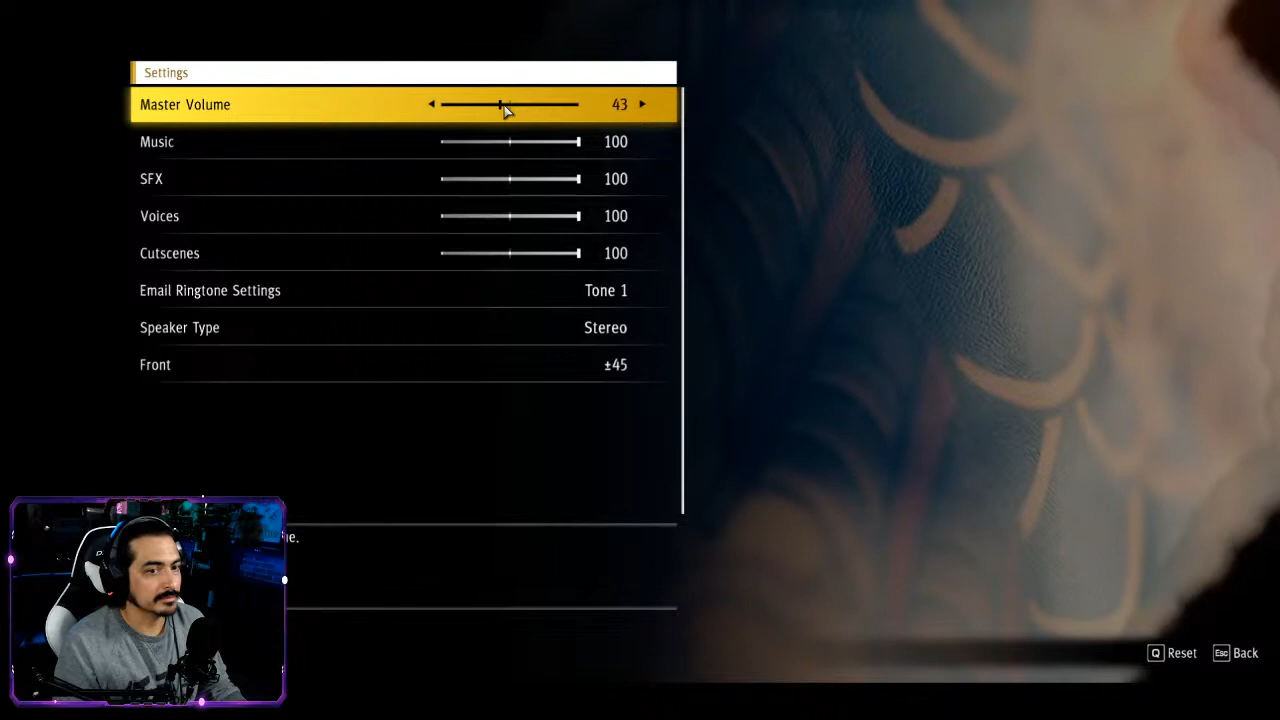 Settings
Master Volume 43
Music 100
SFX 100
Voices 100
Cutscenes 100
Email Ringtone Settings Tone 1
Speaker Type Stereo
Front ±45
Q Reset Esc Back